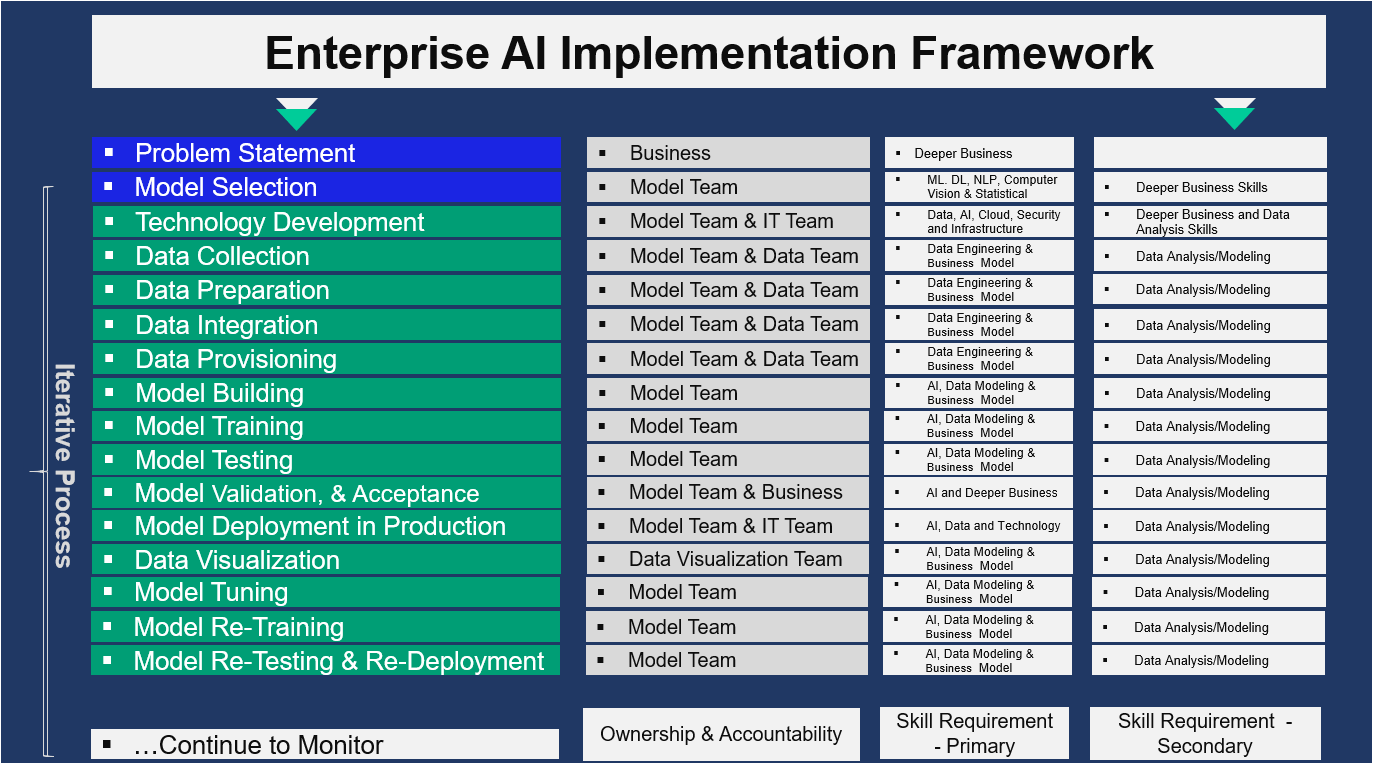 Enterprise AI Implementation Framework
Iterative Process
Problem Statement
Business
Deeper Business
Model Selection
Model Team
ML. DL, NLP, Computer
Vision & Statistical
Deeper Business Skills
Technology Development
Model Team & IT Team
Data, AI, Cloud, Security
and Infrastructure
Deeper Business and Data
Analysis Skills
Data Collection
Model Team & Data Team
Data Engineering &
Business Model
Data Analysis/Modeling
Data Preparation
Model Team & Data Team
Data Engineering &
Business Model
Data Analysis/Modeling
Data Integration
Model Team & Data Team
Data Engineering &
Business Model
Data Analysis/Modeling
Data Provisioning
Model Team & Data Team
Data Engineering &
Business Model
Data Analysis/Modeling
Model Building
Model Team
AI, Data Modeling &
Business Model
Data Analysis/Modeling
Model Training
Model Team
AI, Data Modeling &
Business Model
Data Analysis/Modeling
Model Testing
Model Team
AI, Data Modeling &
Business Model
Data Analysis/Modeling
Model Validation, & Acceptance
Model Team & Business
AI and Deeper Business
Data Analysis/Modeling
Model Deployment in Production
Model Team & IT Team
AI, Data and Technology
Data Analysis/Modeling
Data Visualization
Data Visualization Team
AI, Data Modeling &
Business Model
Data Analysis/Modeling
Model Tuning
Model Team
AI, Data Modeling &
Business Model
Data Analysis/Modeling
Model Re-Training
Model Team
AI, Data Modeling &
Business Model
Data Analysis/Modeling
Model Re-Testing & Re-Deployment
Model Team
AI, Data Modeling &
Business Model
Data Analysis/Modeling
…Continue to Monitor
Ownership & Accountability
Skill Requirement
- Primary
Skill Requirement -
Secondary